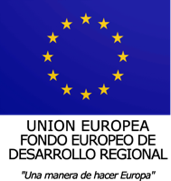 UNION EUROPEA
FONDO EUROPEO DE
DESARROLLO REGIONAL
"Una manera de hacer Europa"